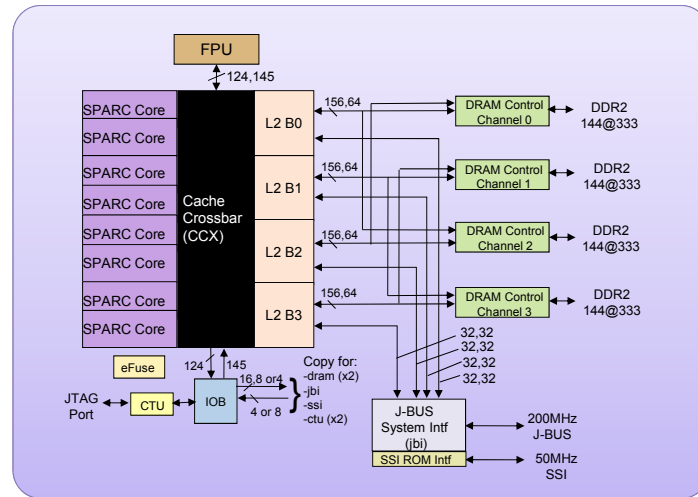 FPU
124,145
SPARC Core
SPARC Core
SPARC Core
SPARC Core
SPARC Core
SPARC Core
SPARC Core
SPARC Core
Cache
Crossbar
(CCX)
L2 B0
L2 B1
L2 B2
L2 B3
156,64
156,64
156,64
156,64
DRAM Control
Channel 0
DDR2
144@333
DRAM Control
Channel 1
DDR2
144@333
DRAM Control
Channel 2
DDR2
144@333
DRAM Control
Channel 3
DDR2
144@333
32,32
32,32
32,32
32,32
124
145
eFuse
JTAG
Port
CTU
IOB
16,8 or4
4 or 8
Copy for:
-dram (x2)
-jbi
-ssi
-ctu (x2)
J-BUS
System Intf
(jbi)
SSI ROM Intf
200MHz
J-BUS
50MHz
SSI